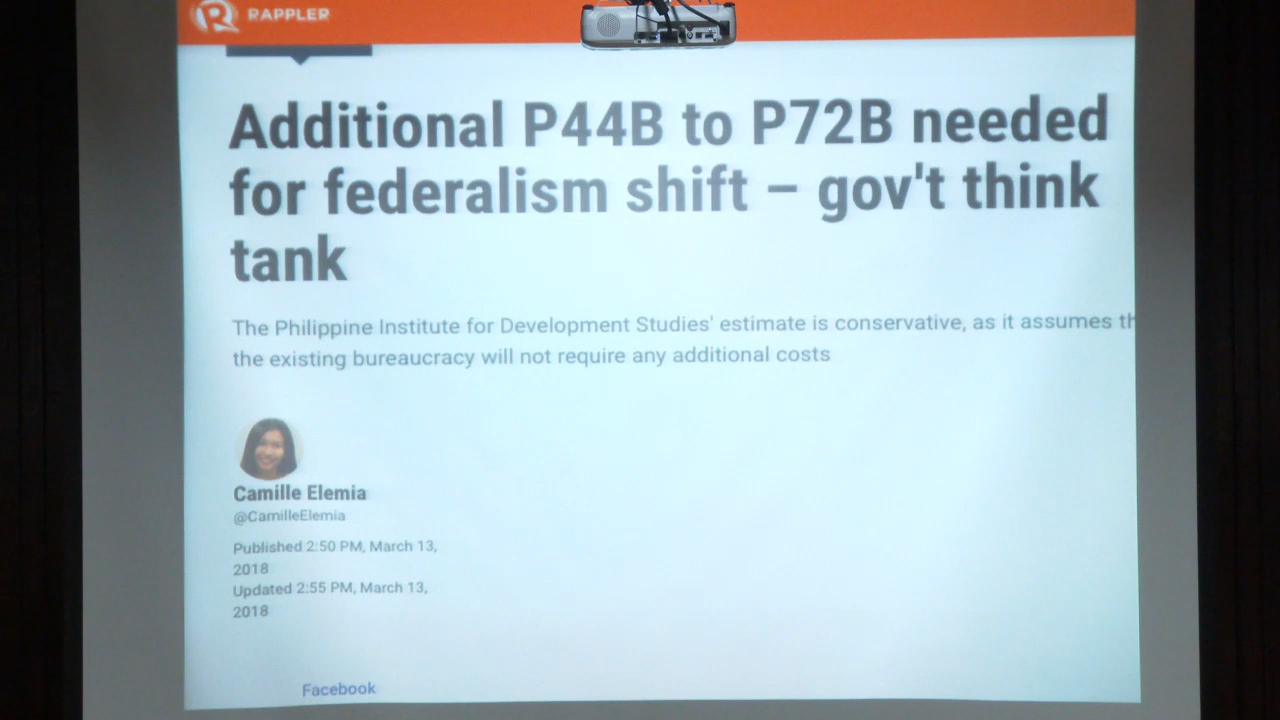 RAPPLER
Additional P44B to P72B needed
for federalism shift – gov't think
tank
The Philippine Institute for Development Studies' estimate is conservative, as it assumes
the existing bureaucracy will not require any additional costs
Camille Elemia
@CamilleElemia
Published 2:50 PM, March 13,
2018
Updated 2:55 PM, March 13,
2018
Facebook